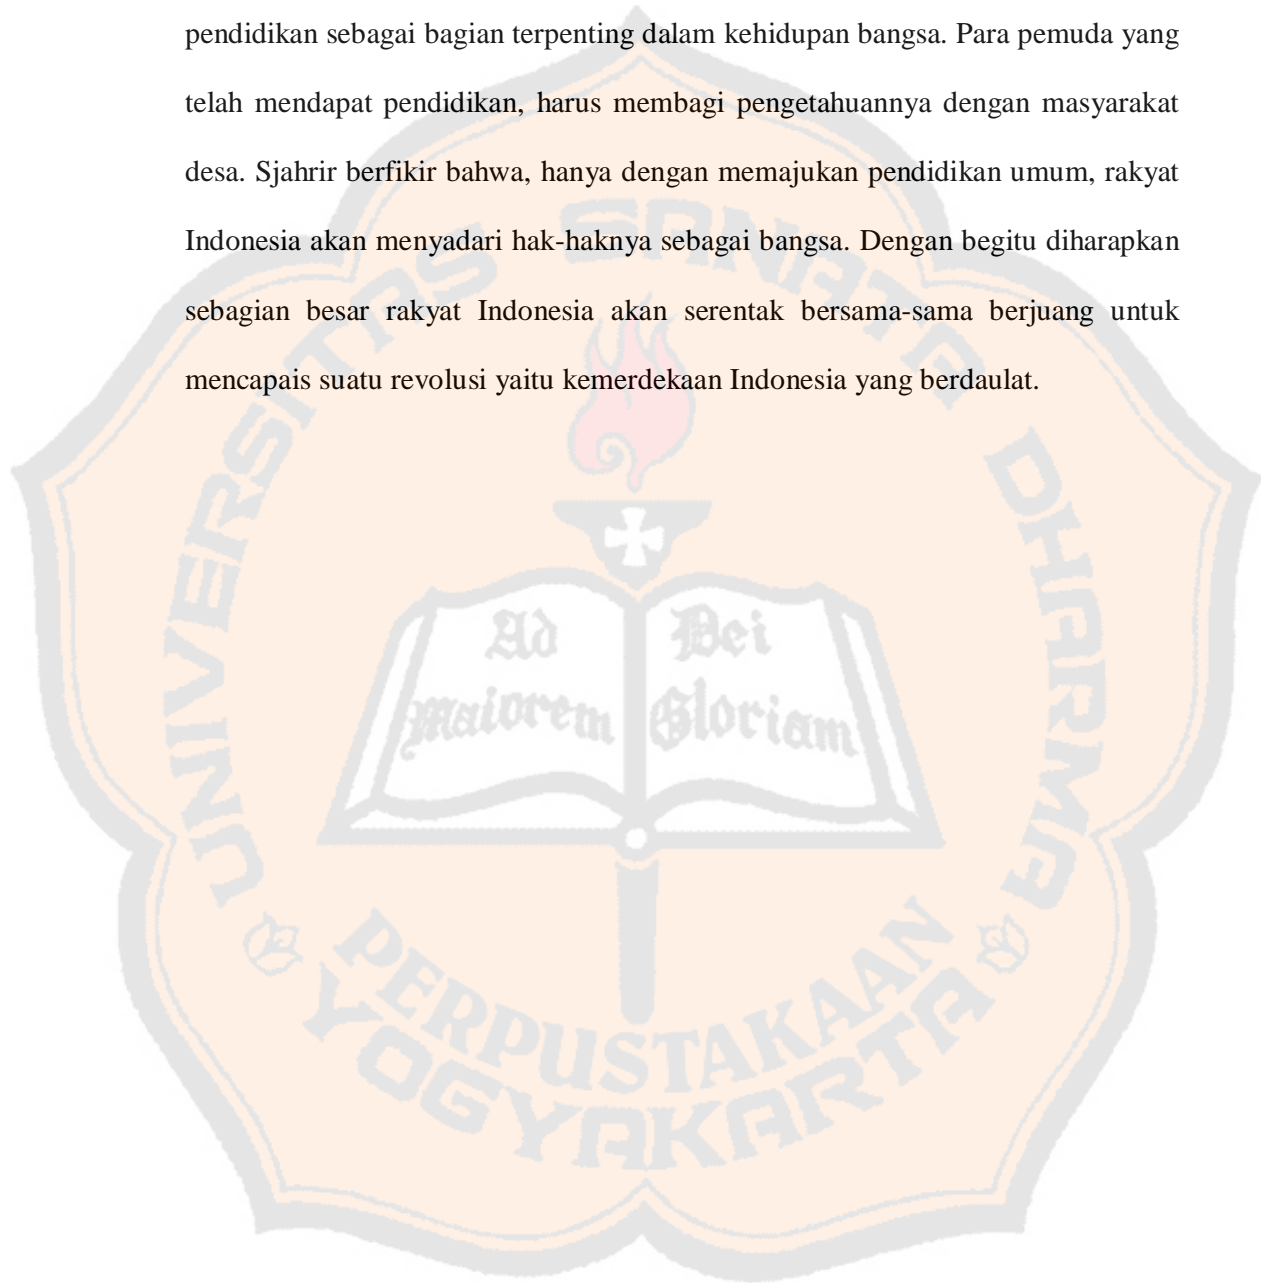 pendidikan sebagai bagian terpenting dalam kehidupan bangsa. Para pemuda yang
telah mendapat pendidikan, harus membagi pengetahuannya dengan masyarakat
desa. Sjahrir berfikir bahwa, hanya dengan memajukan pendidikan umum, rakyat
Indonesia akan menyadari hak-haknya sebagai bangsa. Dengan begitu diharapkan
sebagian besar rakyat Indonesia akan serentak bersama-sama berjuang untuk
mencapais suatu revolusi yaitu kemerdekaan Indonesia yang berdaulat.
UNIVERSITAS SANATA DHARMA
Ad Dei
maiorem Gloriam
PERPUSTAKAAN
YOGYAKARTA